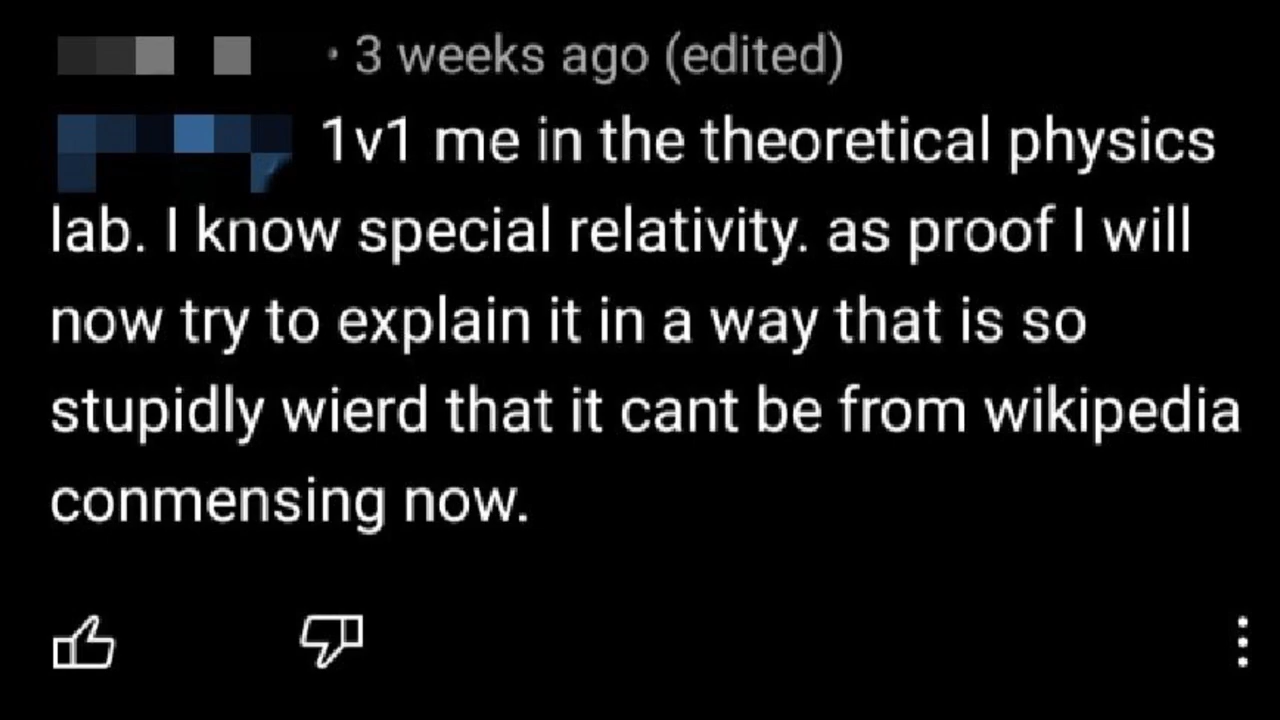 · 3 weeks ago (edited)
1v1 me in the theoretical physics
lab. I know special relativity. as proof I will
now try to explain it in a way that is so
stupidly wierd that it cant be from wikipedia
conmensing now.